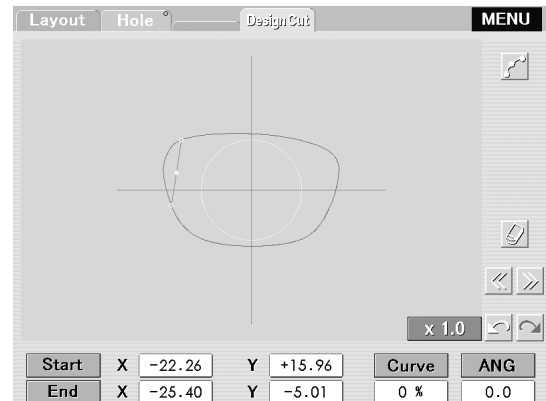 Layout Hole Design Cut MENU
x 1.0
Start X -22.26 Y +15.96 Curve ANG
End X -25.40 Y -5.01 0 % 0.0